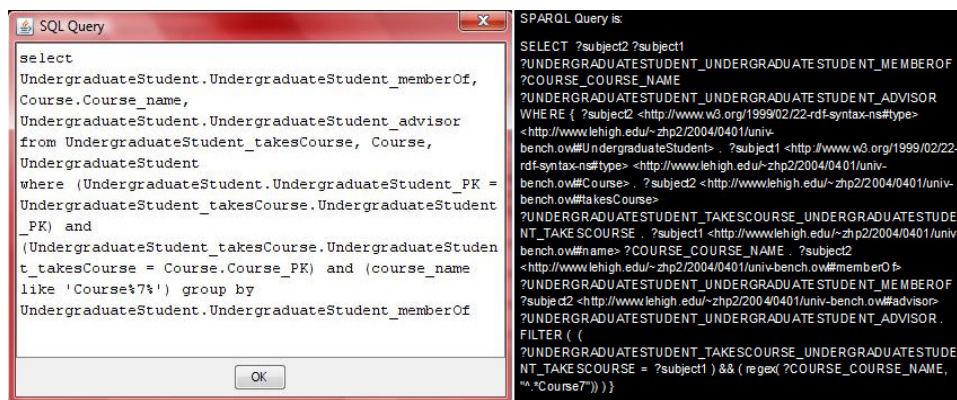 SQL Query
select
UndergraduateStudent.UndergraduateStudent_memberOf,
Course.Course_name,
UndergraduateStudent.UndergraduateStudent_advisor
from UndergraduateStudent_takesCourse, Course,
UndergraduateStudent
where (UndergraduateStudent.UndergraduateStudent_PK =
UndergraduateStudent_takesCourse.UndergraduateStudent
_PK) and
(UndergraduateStudent_takesCourse.UndergraduateStuden
t_takesCourse = Course.Course_PK) and (course_name
like 'Course%7%') group by
UndergraduateStudent.UndergraduateStudent_memberOf
OK
SPARQL Query is:
SELECT ?subject2 ?subject1
?UNDERGRADUATESTUDENT_UNDERGRADUATESTUDENT_MEMBEROF
?COURSE_COURSE_NAME
?UNDERGRADUATESTUDENT_UNDERGRADUATESTUDENT_ADVISOR
WHERE { ?subject2 <http://www.w3.org/1999/02/22-rdf-syntax-ns#type>
<http://www.lehigh.edu/~zhp2/2004/0401/univ-
bench.owl#UndergraduateStudent> . ?subject1 <http://www.w3.org/1999/02/22-
rdf-syntax-ns#type> <http://www.lehigh.edu/~zhp2/2004/0401/univ-
bench.owl#Course> . ?subject2 <http://www.lehigh.edu/~zhp2/2004/0401/univ-
bench.owl#takesCourse>
?UNDERGRADUATESTUDENT_TAKESCOURSE_UNDERGRADUATESTUDE
NT_TAKESCOURSE . ?subject1 <http://www.lehigh.edu/~zhp2/2004/0401/univ-
bench.owl#name> ?COURSE_COURSE_NAME . ?subject2
<http://www.lehigh.edu/~zhp2/2004/0401/univ-bench.owl#memberOf>
?UNDERGRADUATESTUDENT_UNDERGRADUATESTUDENT_MEMBEROF
?subject2 <http://www.lehigh.edu/~zhp2/2004/0401/univ-bench.owl#advisor>
?UNDERGRADUATESTUDENT_UNDERGRADUATESTUDENT_ADVISOR .
FILTER ( (
?UNDERGRADUATESTUDENT_TAKESCOURSE_UNDERGRADUATESTUDE
NT_TAKESCOURSE = ?subject1 ) && ( regex( ?COURSE_COURSE_NAME,
"^.*Course7")) ) }